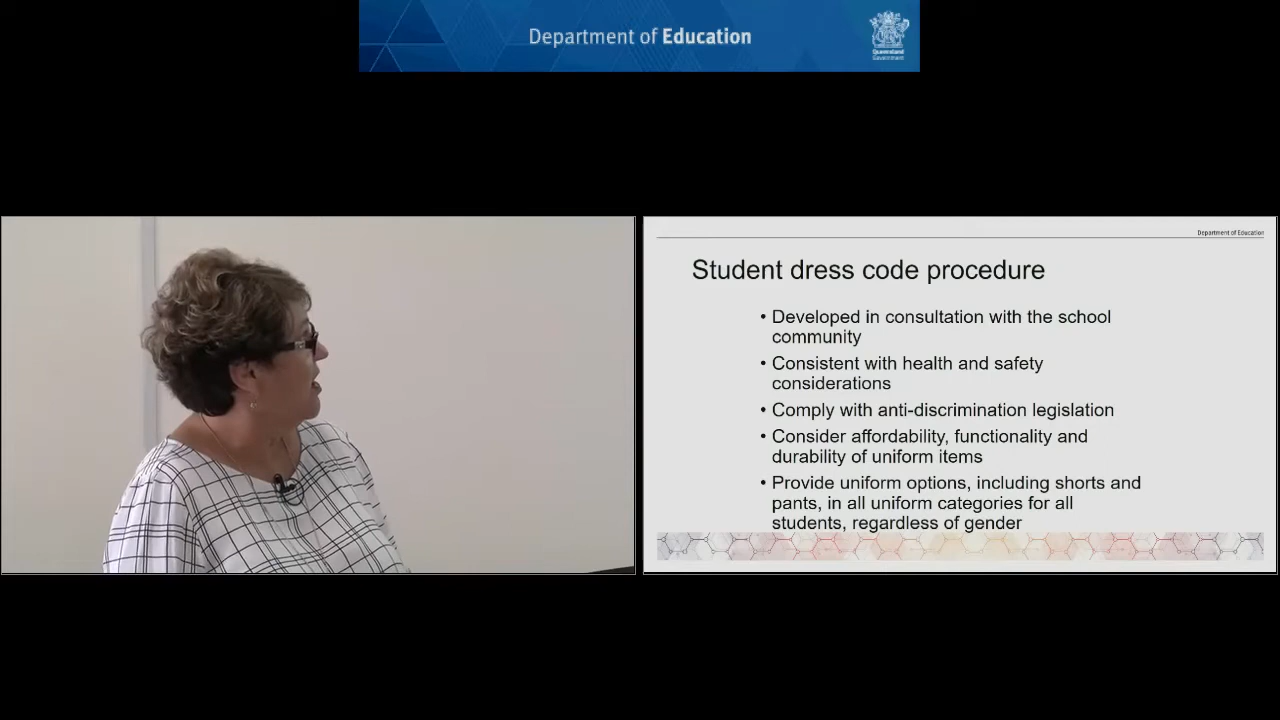 Department of Education
Queensland
Government
Department of Education
Student dress code procedure
• Developed in consultation with the school
community
• Consistent with health and safety
considerations
• Comply with anti-discrimination legislation
• Consider affordability, functionality and
durability of uniform items
• Provide uniform options, including shorts and
pants, in all uniform categories for all
students, regardless of gender